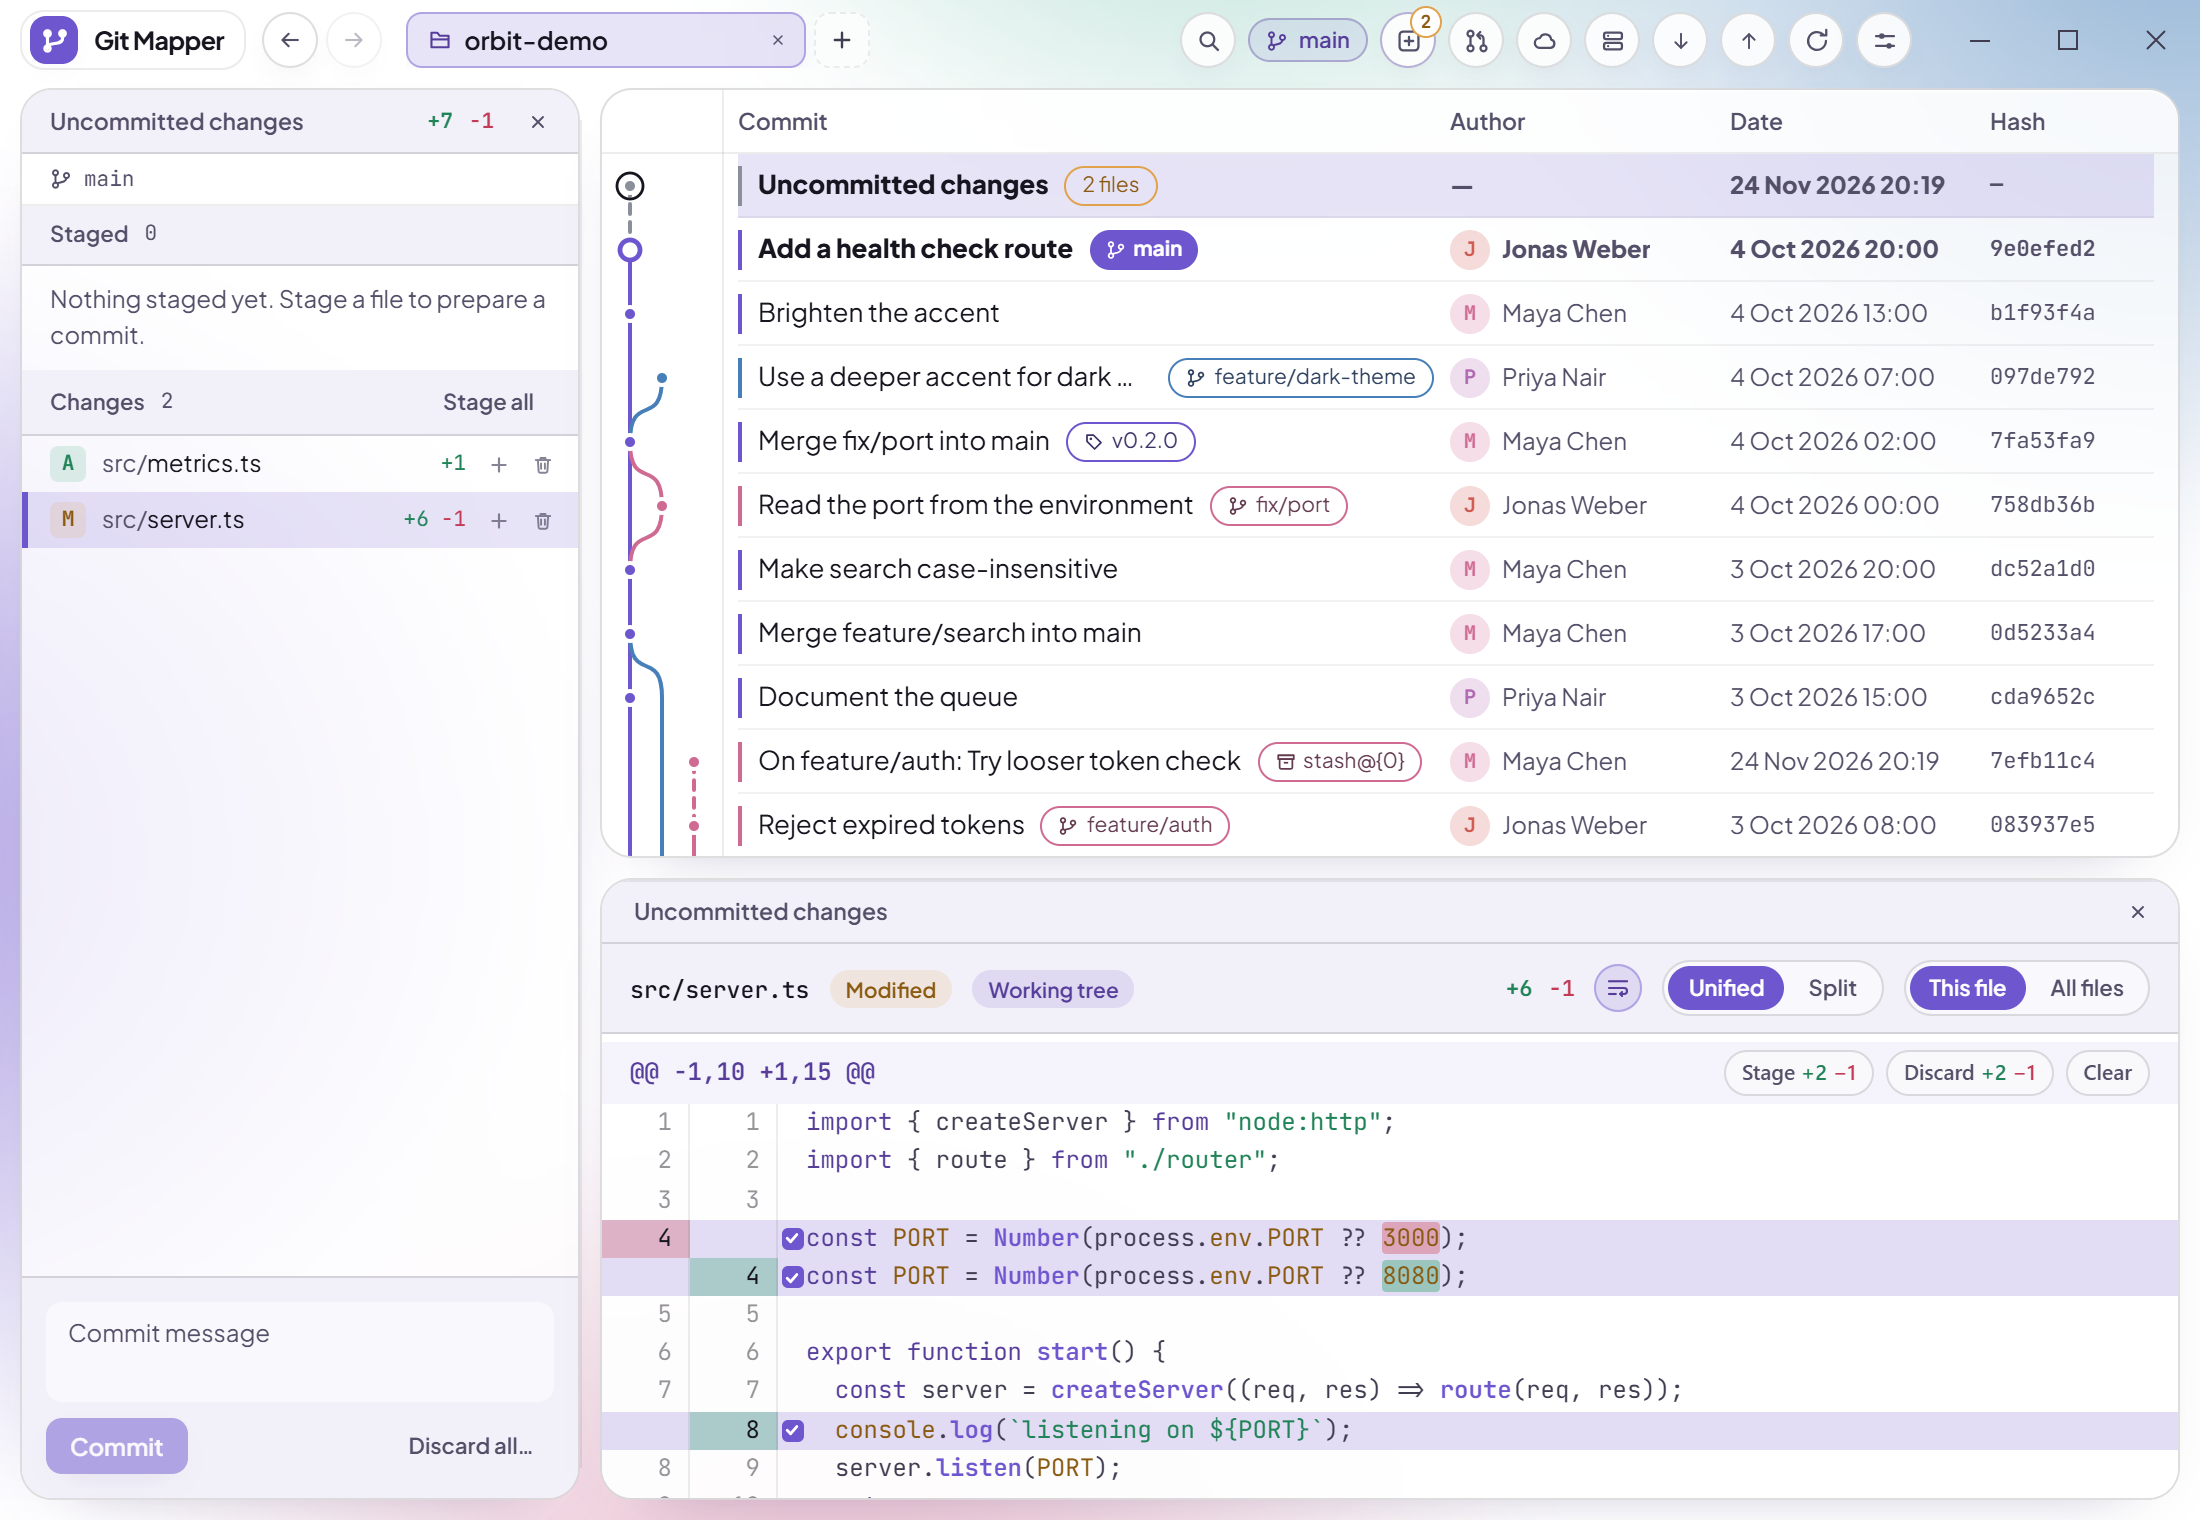 Git Mapper
orbit-demo
main
2
Uncommitted changes +7 -1
main
Staged 0
Nothing staged yet. Stage a file to prepare a
commit.
Changes 2 Stage all
A src/metrics.ts +1
M src/server.ts +6 -1
Commit message
Commit Discard all...
Commit Author Date Hash
Uncommitted changes 2 files — 24 Nov 2026 20:19 –
Add a health check route main J Jonas Weber 4 Oct 2026 20:00 9e0efed2
Brighten the accent M Maya Chen 4 Oct 2026 13:00 b1f93f4a
Use a deeper accent for dark ... feature/dark-theme P Priya Nair 4 Oct 2026 07:00 097de792
Merge fix/port into main v0.2.0 M Maya Chen 4 Oct 2026 02:00 7fa53fa9
Read the port from the environment fix/port J Jonas Weber 4 Oct 2026 00:00 758db36b
Make search case-insensitive M Maya Chen 3 Oct 2026 20:00 dc52a1d0
Merge feature/search into main M Maya Chen 3 Oct 2026 17:00 0d5233a4
Document the queue P Priya Nair 3 Oct 2026 15:00 cda9652c
On feature/auth: Try looser token check stash@{0} M Maya Chen 24 Nov 2026 20:19 7efb11c4
Reject expired tokens feature/auth J Jonas Weber 3 Oct 2026 08:00 083937e5
Uncommitted changes
src/server.ts Modified Working tree +6 -1 Unified Split This file All files
@@ -1,10 +1,15 @@ Stage +2 −1 Discard +2 −1 Clear
1 1 import { createServer } from "node:http";
2 2 import { route } from "./router";
3 3
4 const PORT = Number(process.env.PORT ?? 3000);
4 const PORT = Number(process.env.PORT ?? 8080);
5 5
6 6 export function start() {
7 7 const server = createServer((req, res) => route(req, res));
8 console.log(`listening on ${PORT}`);
8 9 server.listen(PORT);